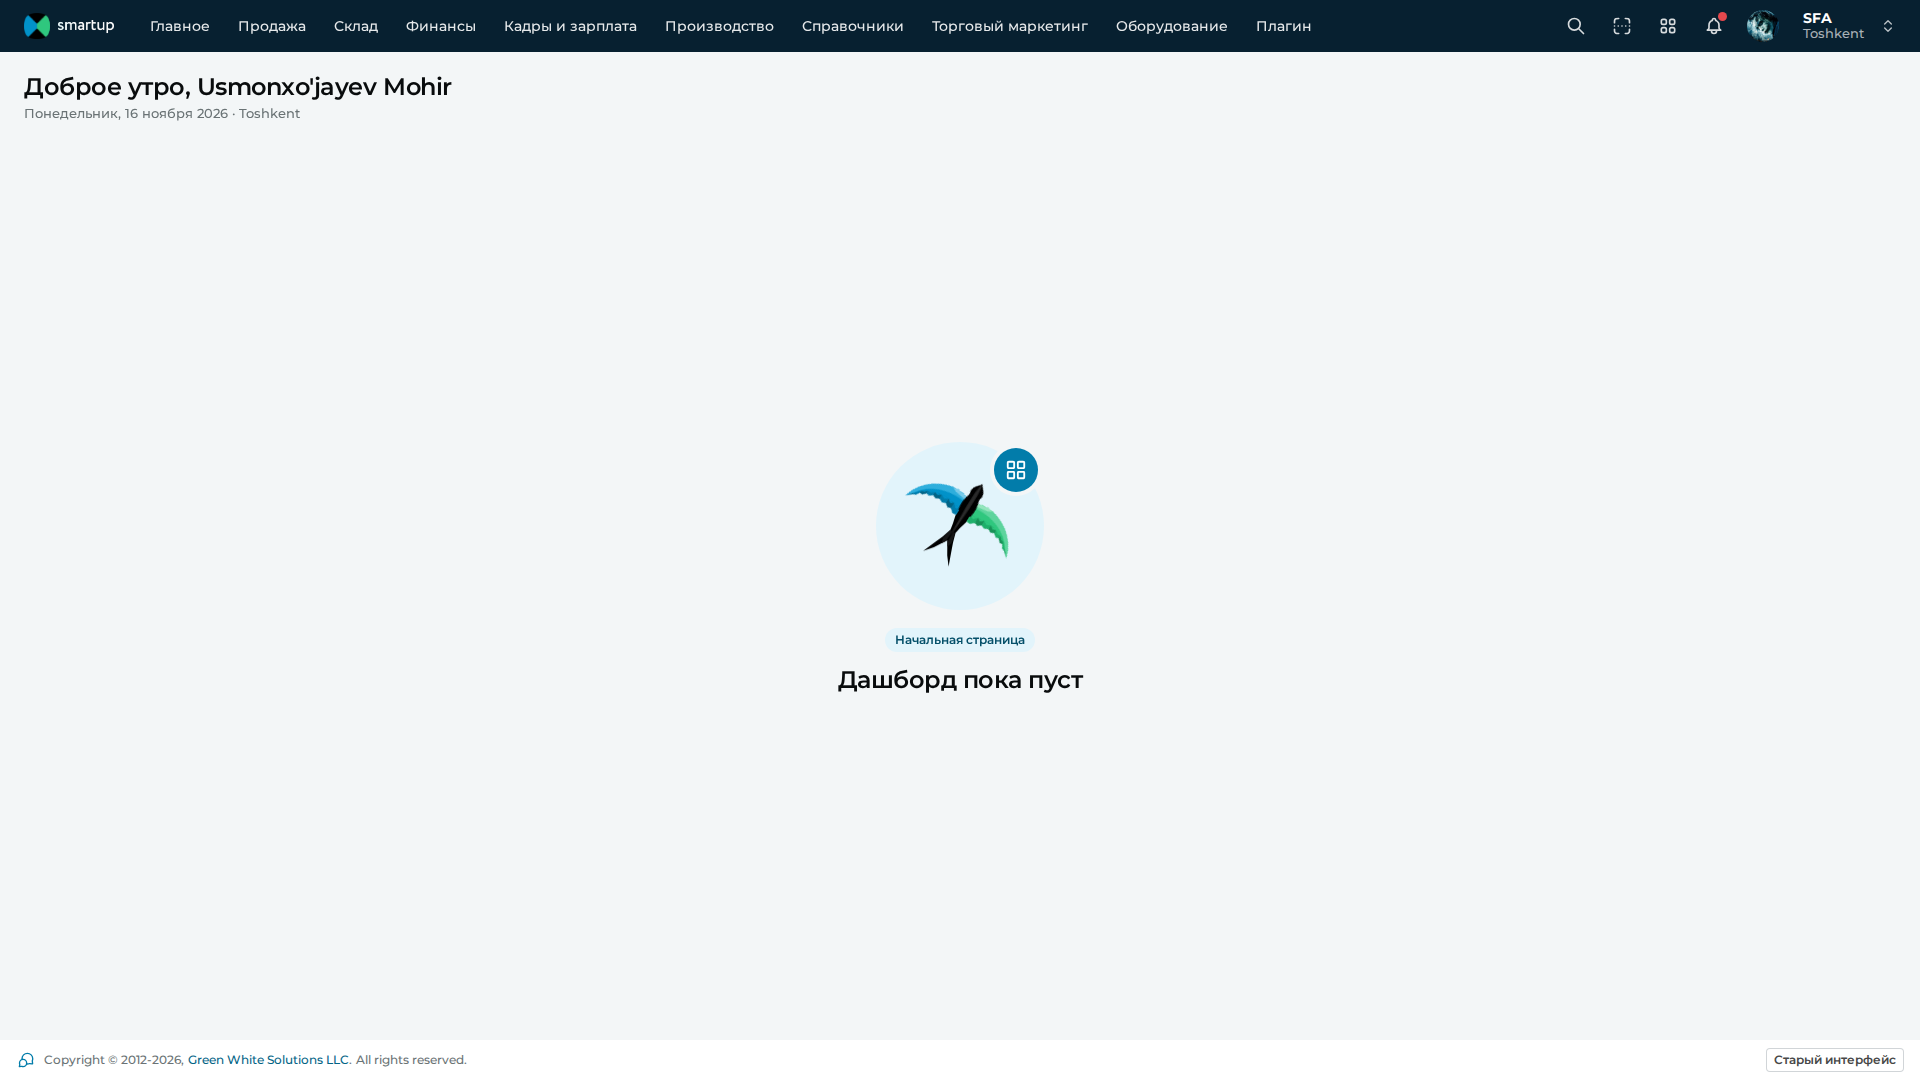 smartup
Главное
Продажа
Склад
Финансы
Кадры и зарплата
Производство
Справочники
Торговый маркетинг
Оборудование
Плагин
SFA
Toshkent
Доброе утро, Usmonxo'jayev Mohir
Понедельник, 16 ноября 2026 · Toshkent
Начальная страница
Дашборд пока пуст
Copyright © 2012-2026, Green White Solutions LLC. All rights reserved.
Старый интерфейс